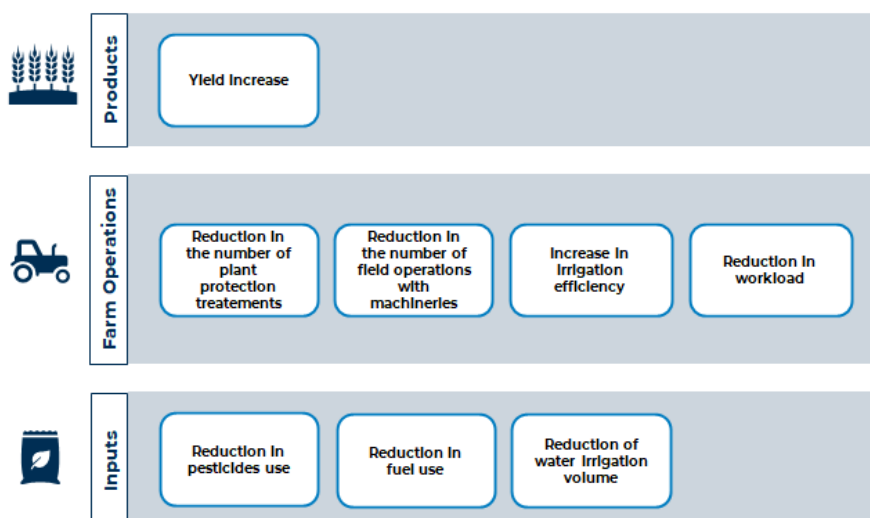 Products
Yield Increase
Farm Operations
Reduction in
the number of
plant
protection
treatements
Reduction in
the number of
field operations
with
machineries
Increase in
irrigation
efficiency
Reduction in
workload
Inputs
Reduction in
pesticides use
Reduction in
fuel use
Reduction of
water irrigation
volume